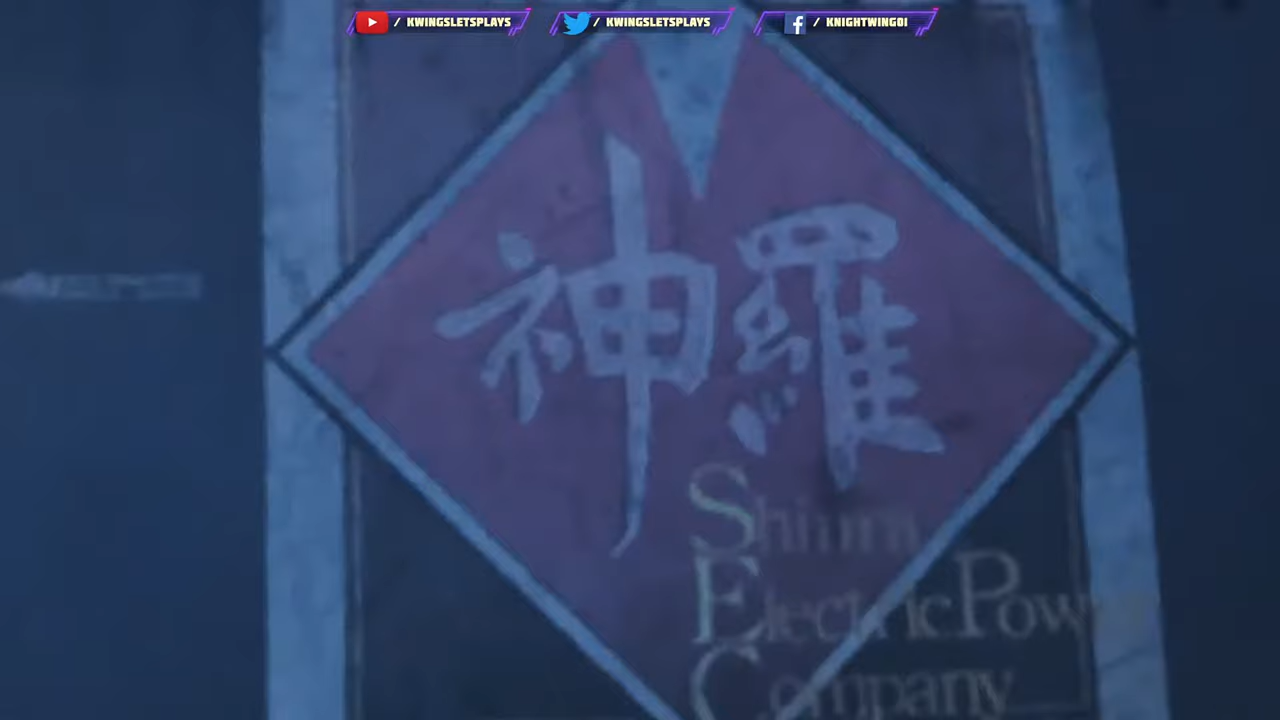 / KWINGSLETSPLAYS / KWINGSLETSPLAYS / KNIGHTWING01
神羅
Shinra
Electric Power
Company